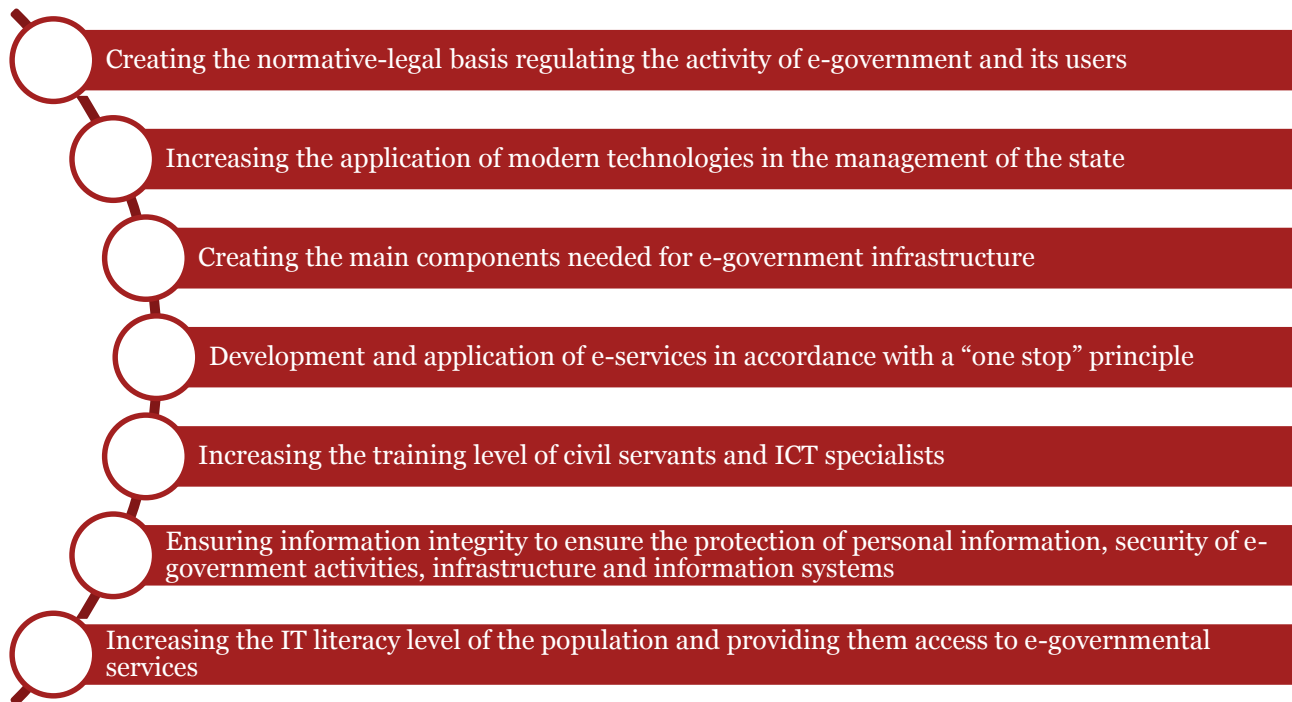 Creating the normative-legal basis regulating the activity of e-government and its users
Increasing the application of modern technologies in the management of the state
Creating the main components needed for e-government infrastructure
Development and application of e-services in accordance with a “one stop” principle
Increasing the training level of civil servants and ICT specialists
Ensuring information integrity to ensure the protection of personal information, security of e-
government activities, infrastructure and information systems
Increasing the IT literacy level of the population and providing them access to e-governmental
services